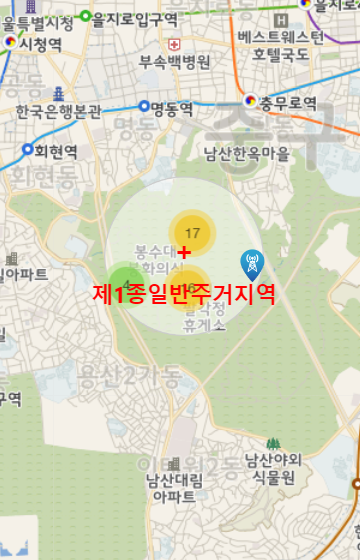 을지로
울특별시청
을지로입구역
시청역
베스트웨스턴
호텔국도
부속백병원
한국은행본관
명동역
충무로역
명동
중구
회현역
남산한옥마을
회현동
17
봉수대
봉화의식
4
제1종일반주거지역
휴게소
아파트
용산2가동
구역
이태원2동
남산대림
아파트
남산야외
식물원